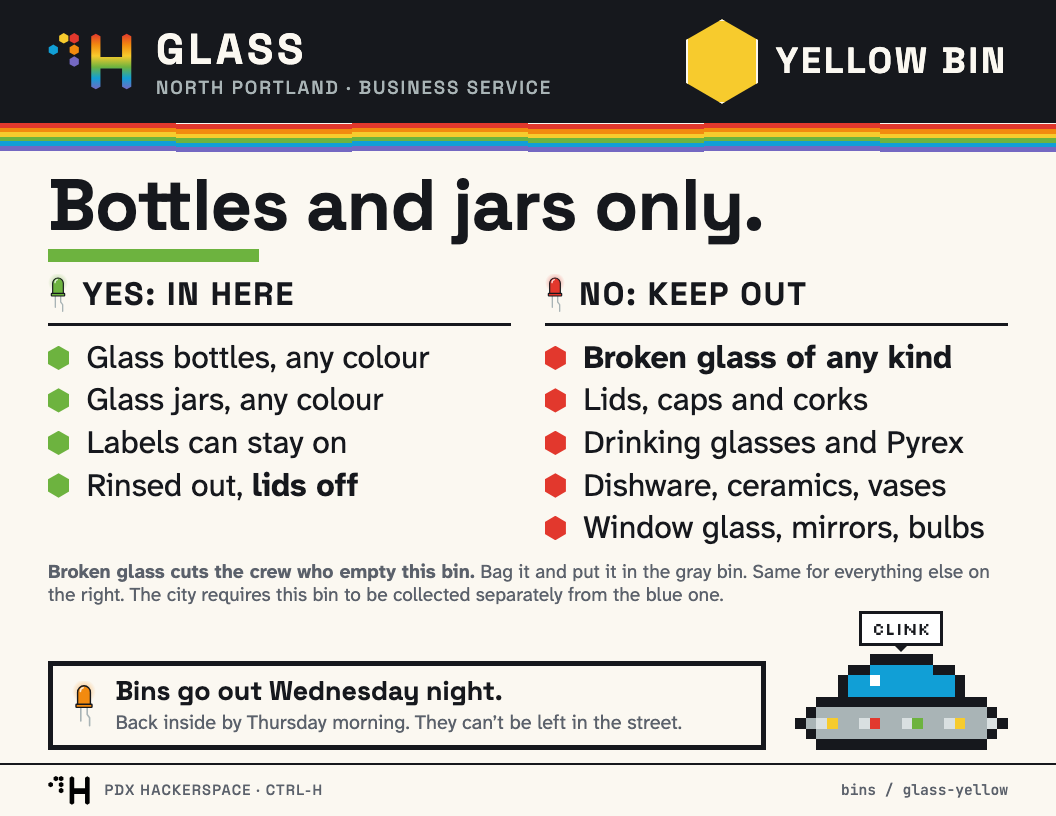 GLASS
NORTH PORTLAND · BUSINESS SERVICE
YELLOW BIN
Bottles and jars only.
YES: IN HERE
Glass bottles, any colour
Glass jars, any colour
Labels can stay on
Rinsed out, lids off
NO: KEEP OUT
Broken glass of any kind
Lids, caps and corks
Drinking glasses and Pyrex
Dishware, ceramics, vases
Window glass, mirrors, bulbs
Broken glass cuts the crew who empty this bin. Bag it and put it in the gray bin. Same for everything else on
the right. The city requires this bin to be collected separately from the blue one.
CLINK
Bins go out Wednesday night.
Back inside by Thursday morning. They can’t be left in the street.
H PDX HACKERSPACE · CTRL-H
bins / glass-yellow